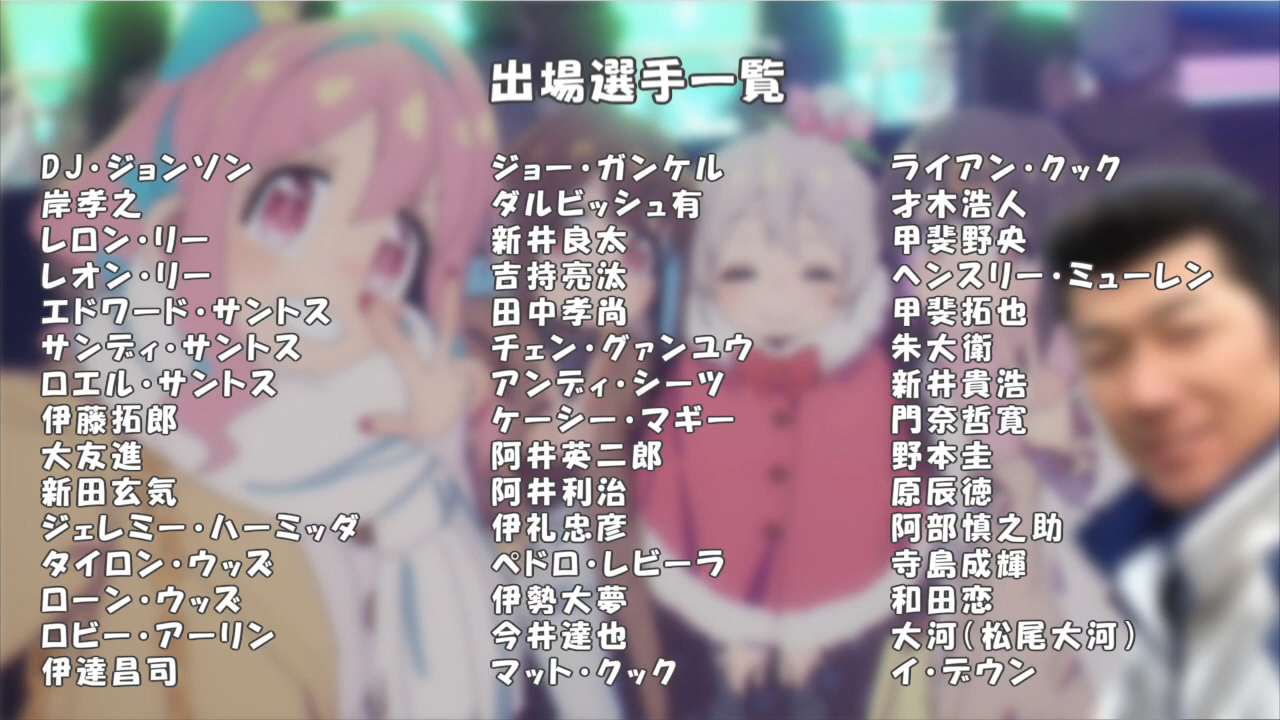 出場選手一覧
DJ・ジョンソン
岸孝之
レロン・リー
レオン・リー
エドワード・サントス
サンディ・サントス
ロエル・サントス
伊藤拓郎
大友進
新田玄気
ジェレミー・ハーミッダ
タイロン・ウッズ
ローン・ウッズ
ロビー・アーリン
伊達昌司
ジョー・ガンケル
ダルビッシュ有
新井良太
吉持亮汰
田中孝尚
チェン・グァンユウ
アンディ・シーツ
ケーシー・マギー
阿井英二郎
阿井利治
伊礼忠彦
ペドロ・レビーラ
伊勢大夢
今井達也
マット・クック
ライアン・クック
才木浩人
甲斐野央
ヘンスリー・ミューレン
甲斐拓也
朱大衛
新井貴浩
門奈哲寛
野本圭
原辰徳
阿部慎之助
寺島成輝
和田恋
大河(松尾大河)
イ・デウン